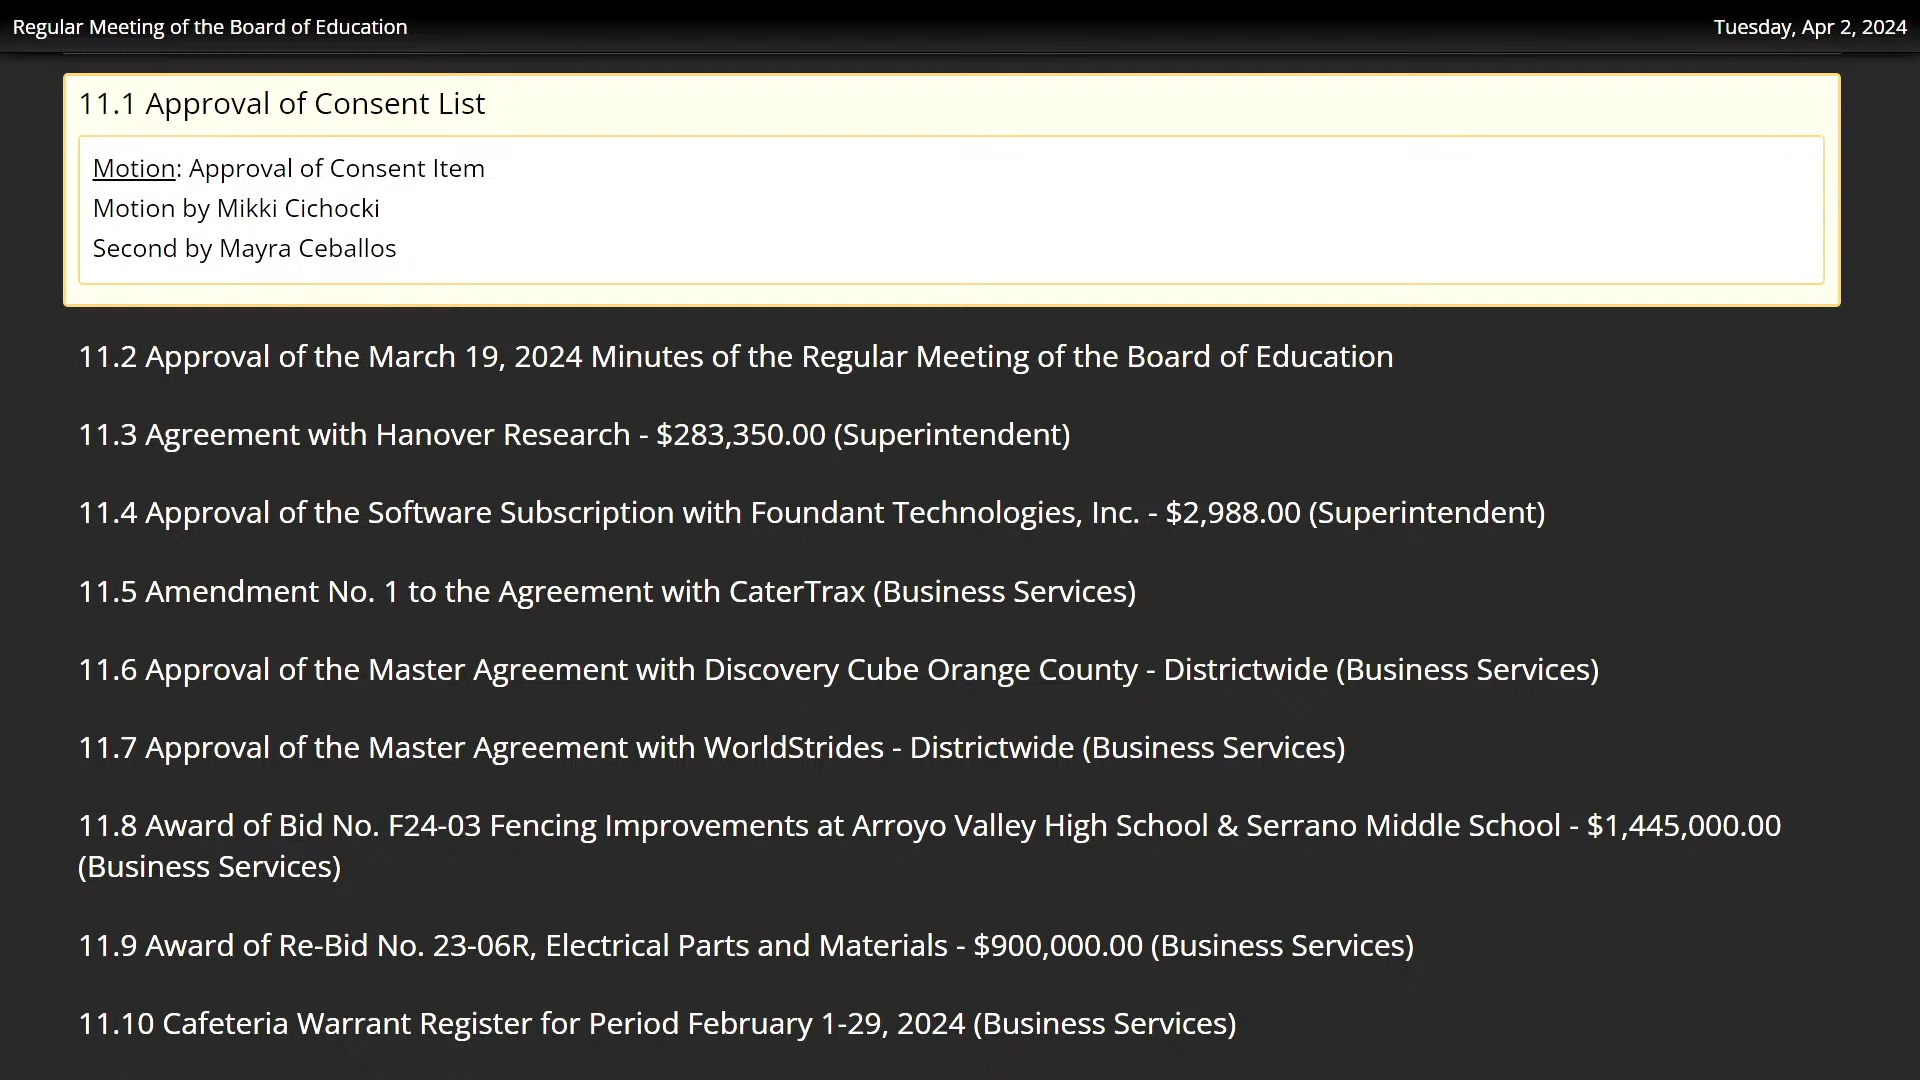 Regular Meeting of the Board of Education
Tuesday, Apr 2, 2024
11.1 Approval of Consent List
Motion: Approval of Consent Item
Motion by Mikki Cichocki
Second by Mayra Ceballos
11.2 Approval of the March 19, 2024 Minutes of the Regular Meeting of the Board of Education
11.3 Agreement with Hanover Research - $283,350.00 (Superintendent)
11.4 Approval of the Software Subscription with Foundant Technologies, Inc. - $2,988.00 (Superintendent)
11.5 Amendment No. 1 to the Agreement with CaterTrax (Business Services)
11.6 Approval of the Master Agreement with Discovery Cube Orange County - Districtwide (Business Services)
11.7 Approval of the Master Agreement with WorldStrides - Districtwide (Business Services)
11.8 Award of Bid No. F24-03 Fencing Improvements at Arroyo Valley High School & Serrano Middle School - $1,445,000.00
(Business Services)
11.9 Award of Re-Bid No. 23-06R, Electrical Parts and Materials - $900,000.00 (Business Services)
11.10 Cafeteria Warrant Register for Period February 1-29, 2024 (Business Services)